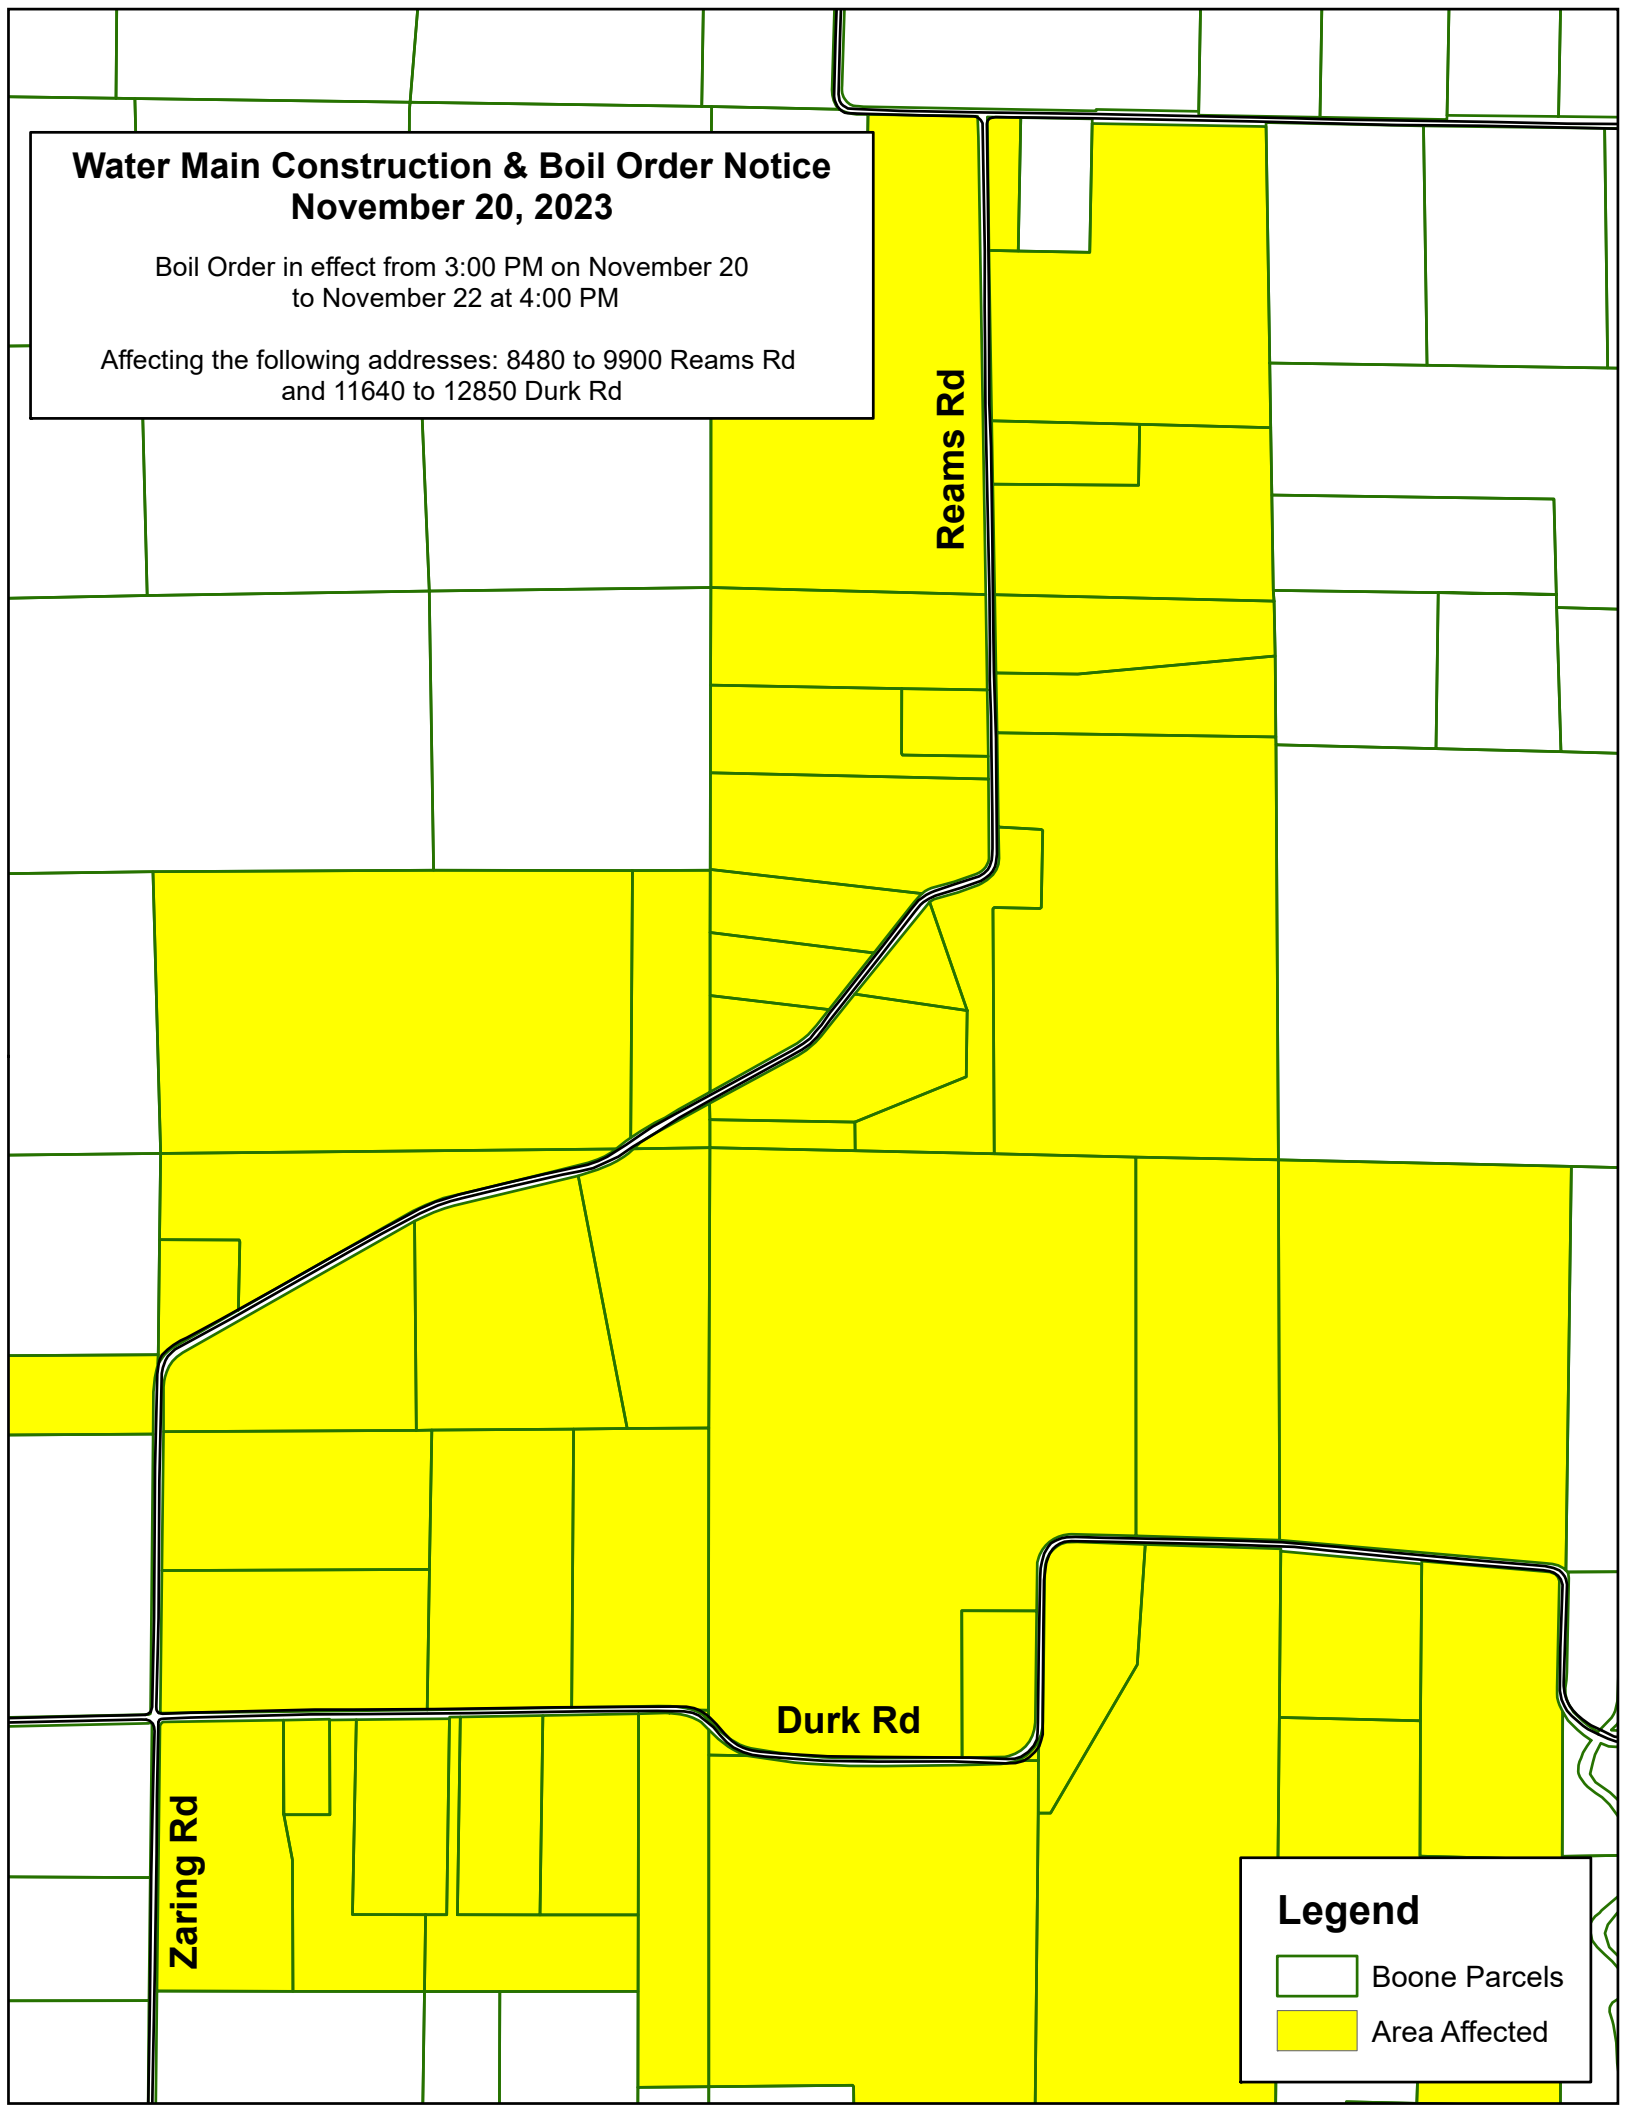 Water Main Construction & Boil Order Notice
November 20, 2023
Boil Order in effect from 3:00 PM on November 20
to November 22 at 4:00 PM
Affecting the following addresses: 8480 to 9900 Reams Rd
and 11640 to 12850 Durk Rd
Reams Rd
Durk Rd
Zaring Rd
Legend
Boone Parcels
Area Affected